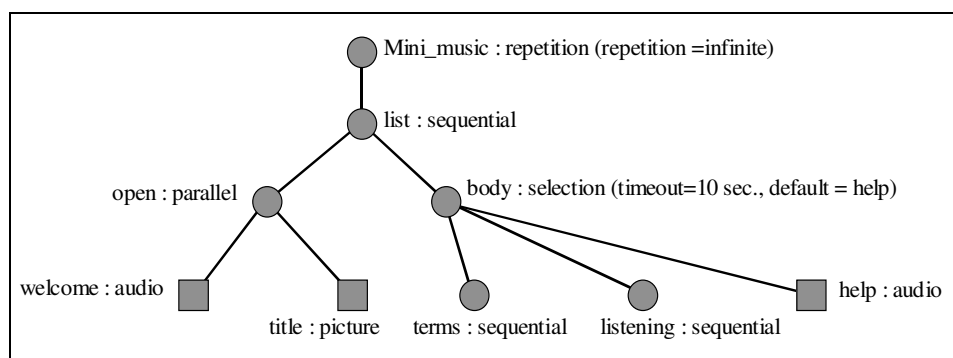 Mini_music : repetition (repetition =infinite)
list : sequential
open : parallel
body : selection (timeout=10 sec., default = help)
welcome : audio
title : picture
terms : sequential
listening : sequential
help : audio